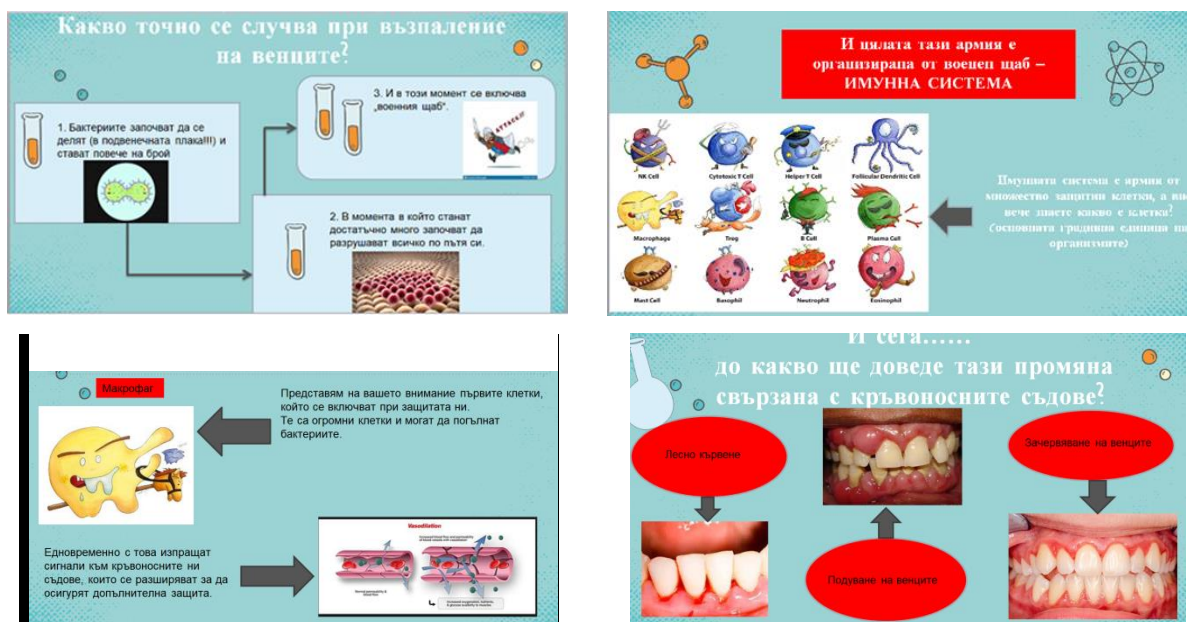 Какво точно се случва при възпаление
на венците?
1. Бактериите започват да се
делят (в подвенечната плака!!!) и
стават повече на брой
2. В момента в който станат
достатъчно много започват да
разрушават всичко по пътя си.
3. И в този момент се включва
„военния щаб".
ATTACK!!!
И цялата тази армия е
организирана от военен щаб –
ИМУННА СИСТЕМА
NK Cell
Cytotoxic T Cell
Helper T Cell
Follicular Dendritic Cell
Macrophage
Treg
B Cell
Plasma Cell
Mast Cell
Basophil
Neutrophil
Eosinophil
Имунната система е армия от
множество защитни клетки, а ви
вече знаете какво е клетка?
(основната градивна единица на
организмите)
Макрофаг
Представям на вашето внимание първите клетки,
който се включват при защитата ни.
Те са огромни клетки и могат да погълнат
бактериите.
Едновременно с това изпращат
сигнали към кръвоносните ни
съдове, които се разширяват за да
осигурят допълнителна защита.
Vasodilation
И сега......
до какво ще доведе тази промяна
свързана с кръвоносните съдове?
Лесно кървене
Подуване на венците
Зачервяване на венците